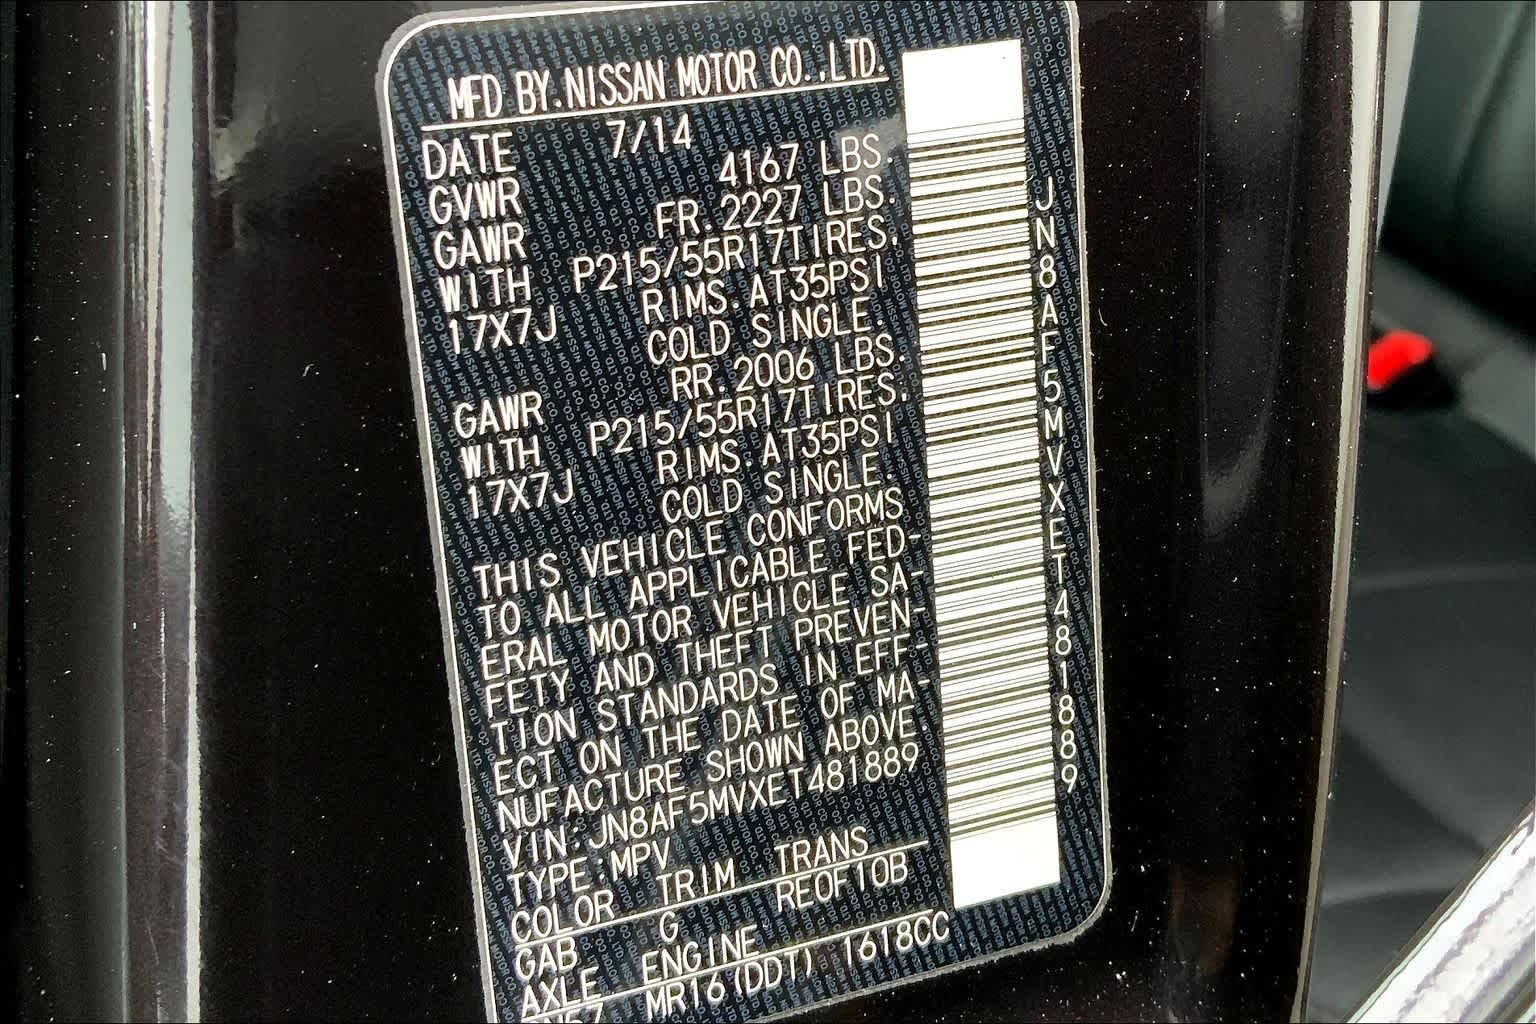 MFD BY.NISSAN MOTOR CO.,LTD.
DATE 7/14
GVWR 4167 LBS.
GAWR FR.2227 LBS.
WITH P215/55R17TIRES.
17X7J RIMS.AT35PSI
COLD SINGLE.
GAWR RR.2006 LBS.
WITH P215/55R17TIRES.
17X7J RIMS.AT35PSI
COLD SINGLE.
THIS VEHICLE CONFORMS
TO ALL APPLICABLE FED-
ERAL MOTOR VEHICLE SA-
FETY AND THEFT PREVEN-
TION STANDARDS IN EFF-
ECT ON THE DATE OF MA-
NUFACTURE SHOWN ABOVE.
VIN:JN8AF5MVXET481889
TYPE:MPV
COLOR TRIM TRANS
GAB G RE0F10B
AXLE ENGINE
MR16(DDT) 1618CC
JN8AF5MVXET481889